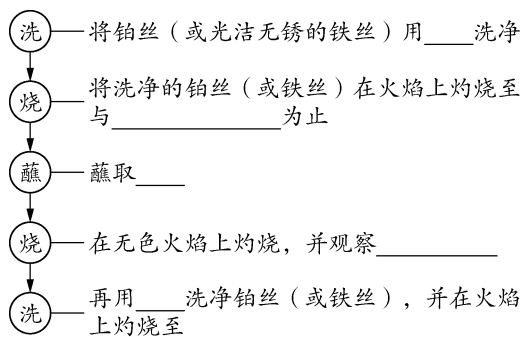 洗 将铂丝（或光洁无锈的铁丝）用____洗净
烧 将洗净的铂丝（或铁丝）在火焰上灼烧至
与______________为止
蘸 蘸取____
烧 在无色火焰上灼烧，并观察__________
洗 再用____洗净铂丝（或铁丝），并在火焰
上灼烧至